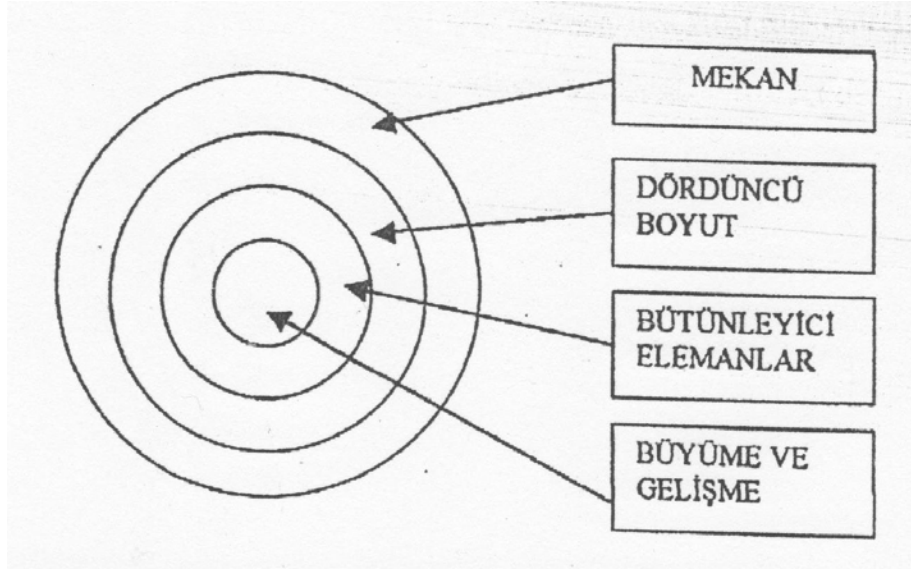 MEKAN
DÖRDÜNCÜ
BOYUT
BÜTÜNLEYİCİ
ELEMANLAR
BÜYÜME VE
GELİŞME